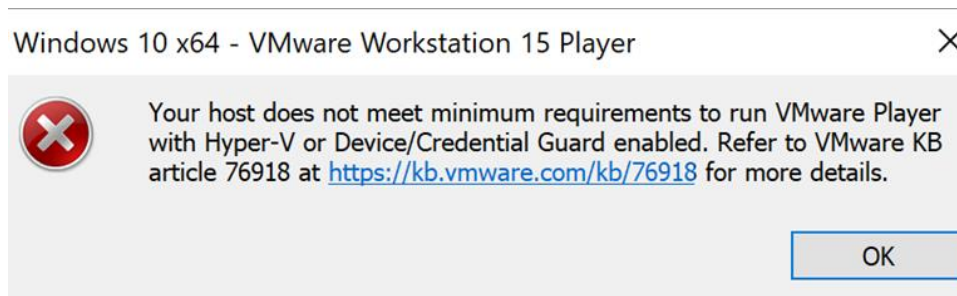 Windows 10 x64 - VMware Workstation 15 Player
Your host does not meet minimum requirements to run VMware Player
with Hyper-V or Device/Credential Guard enabled. Refer to VMware KB
article 76918 at https://kb.vmware.com/kb/76918 for more details.
OK